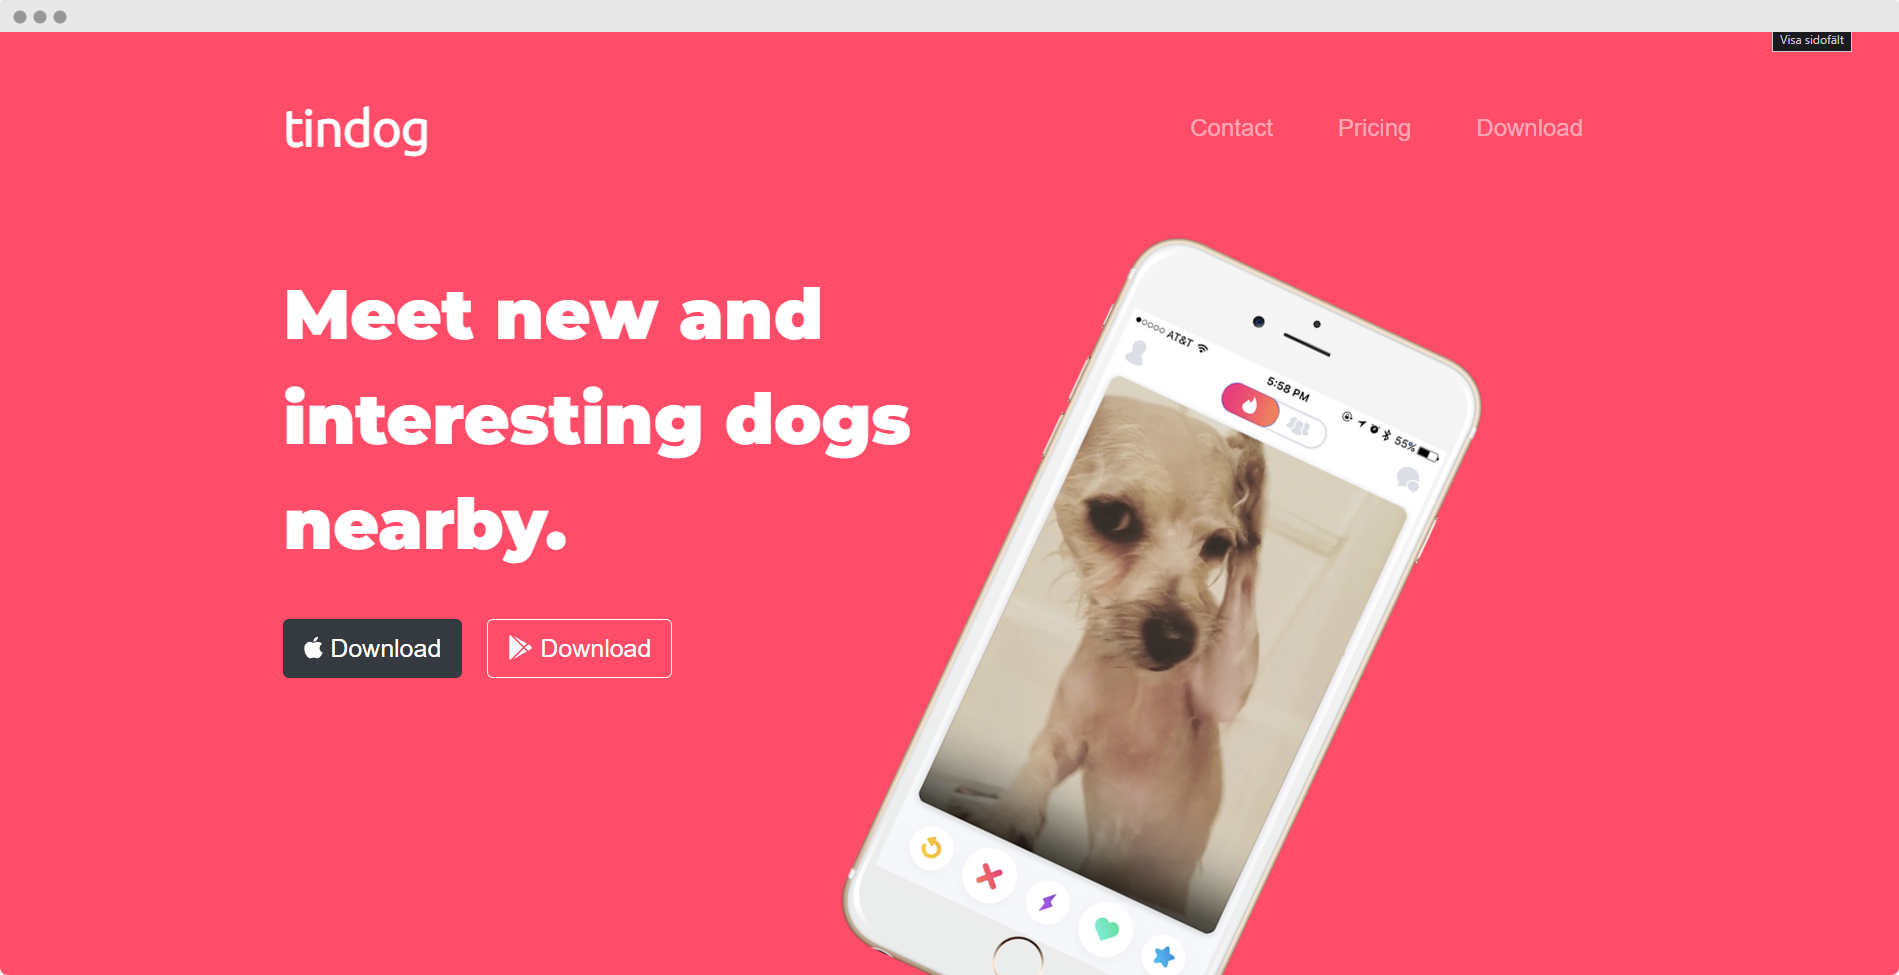 Visa sidofält
tindog
Contact Pricing Download
Meet new and
interesting dogs
nearby.
Download Download
AT&T
5:58 PM
55%